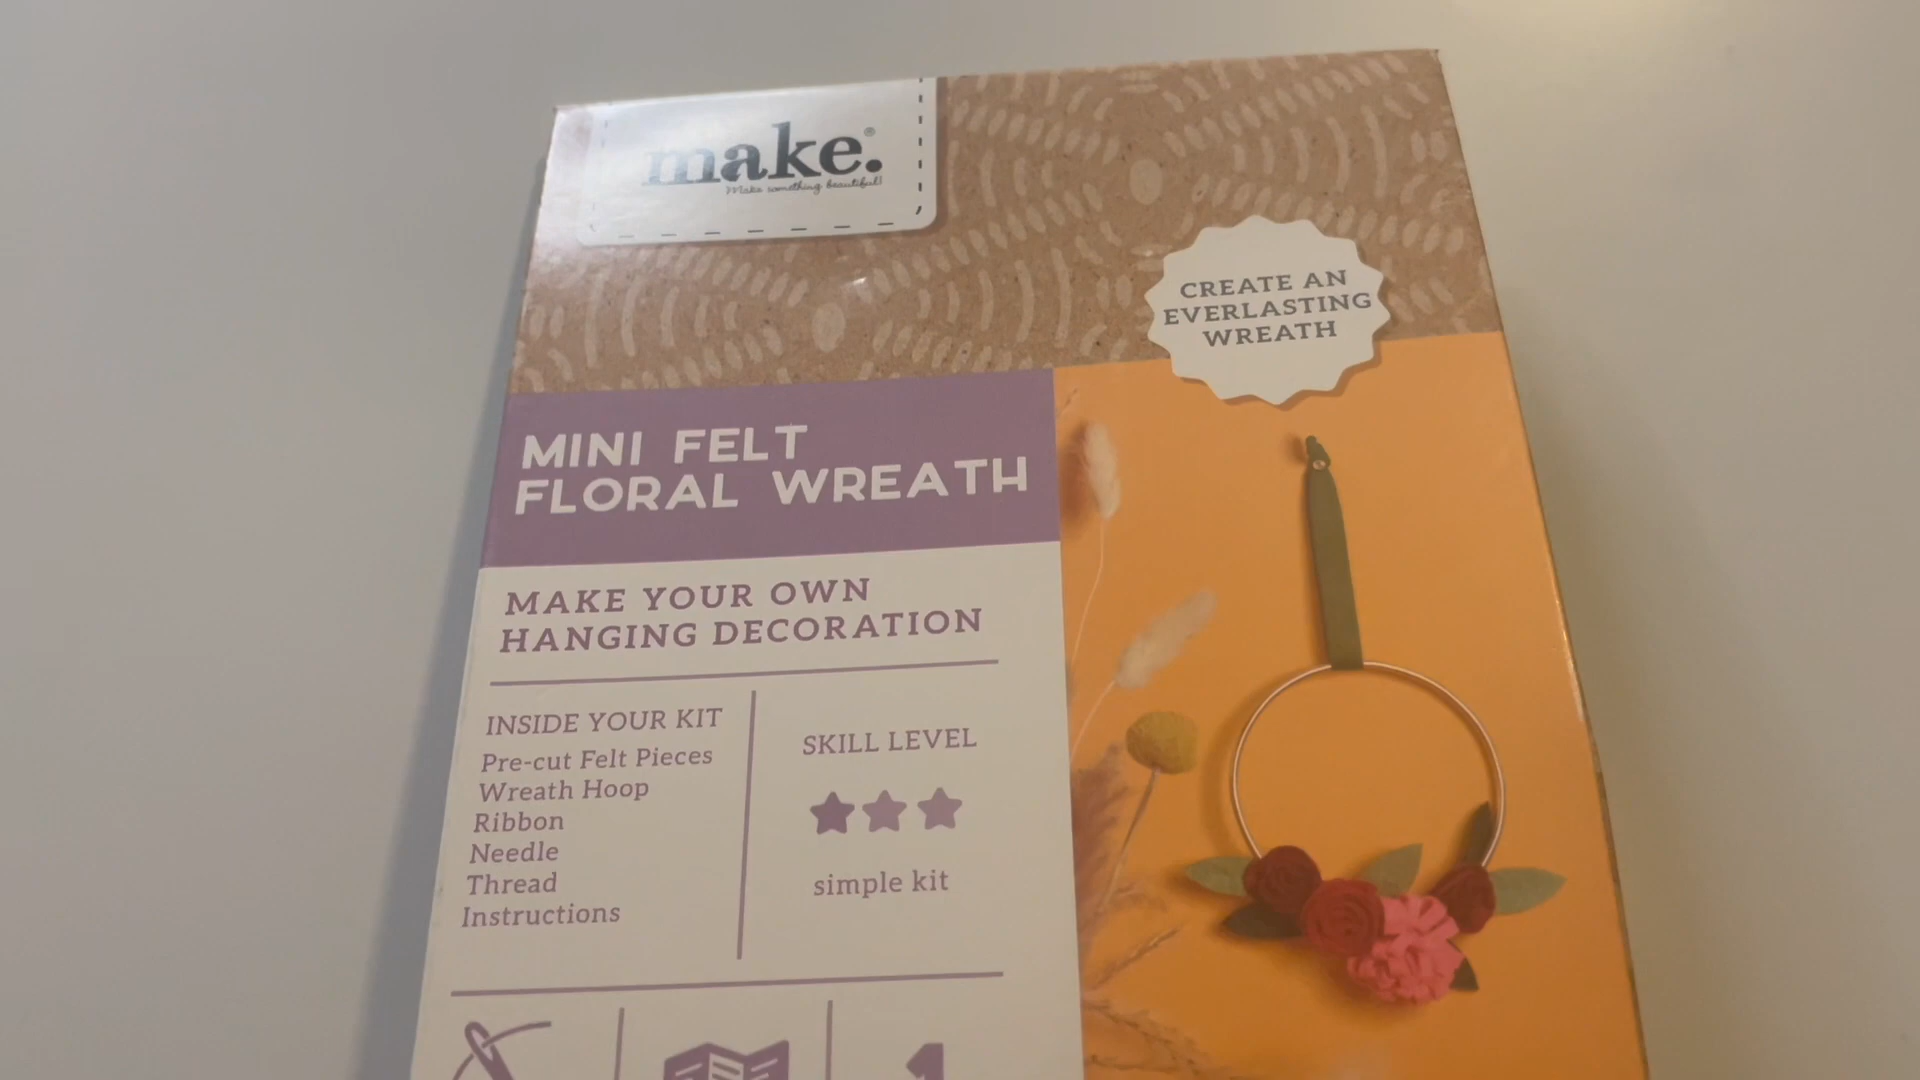 make.®
Make something beautiful!
CREATE AN
EVERLASTING
WREATH
MINI FELT
FLORAL WREATH
MAKE YOUR OWN
HANGING DECORATION
INSIDE YOUR KIT
Pre-cut Felt Pieces
Wreath Hoop
Ribbon
Needle
Thread
Instructions
SKILL LEVEL
simple kit
1